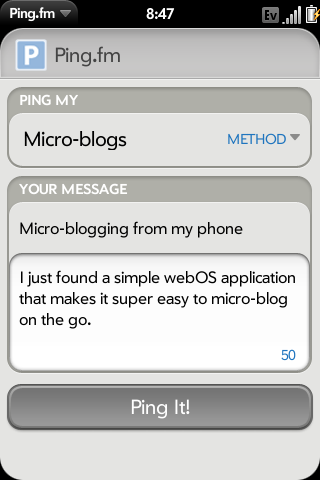 Ping.fm 8:47 Ev
P Ping.fm
PING MY
Micro-blogs METHOD
YOUR MESSAGE
Micro-blogging from my phone
I just found a simple webOS application
that makes it super easy to micro-blog
on the go.
50
Ping It!